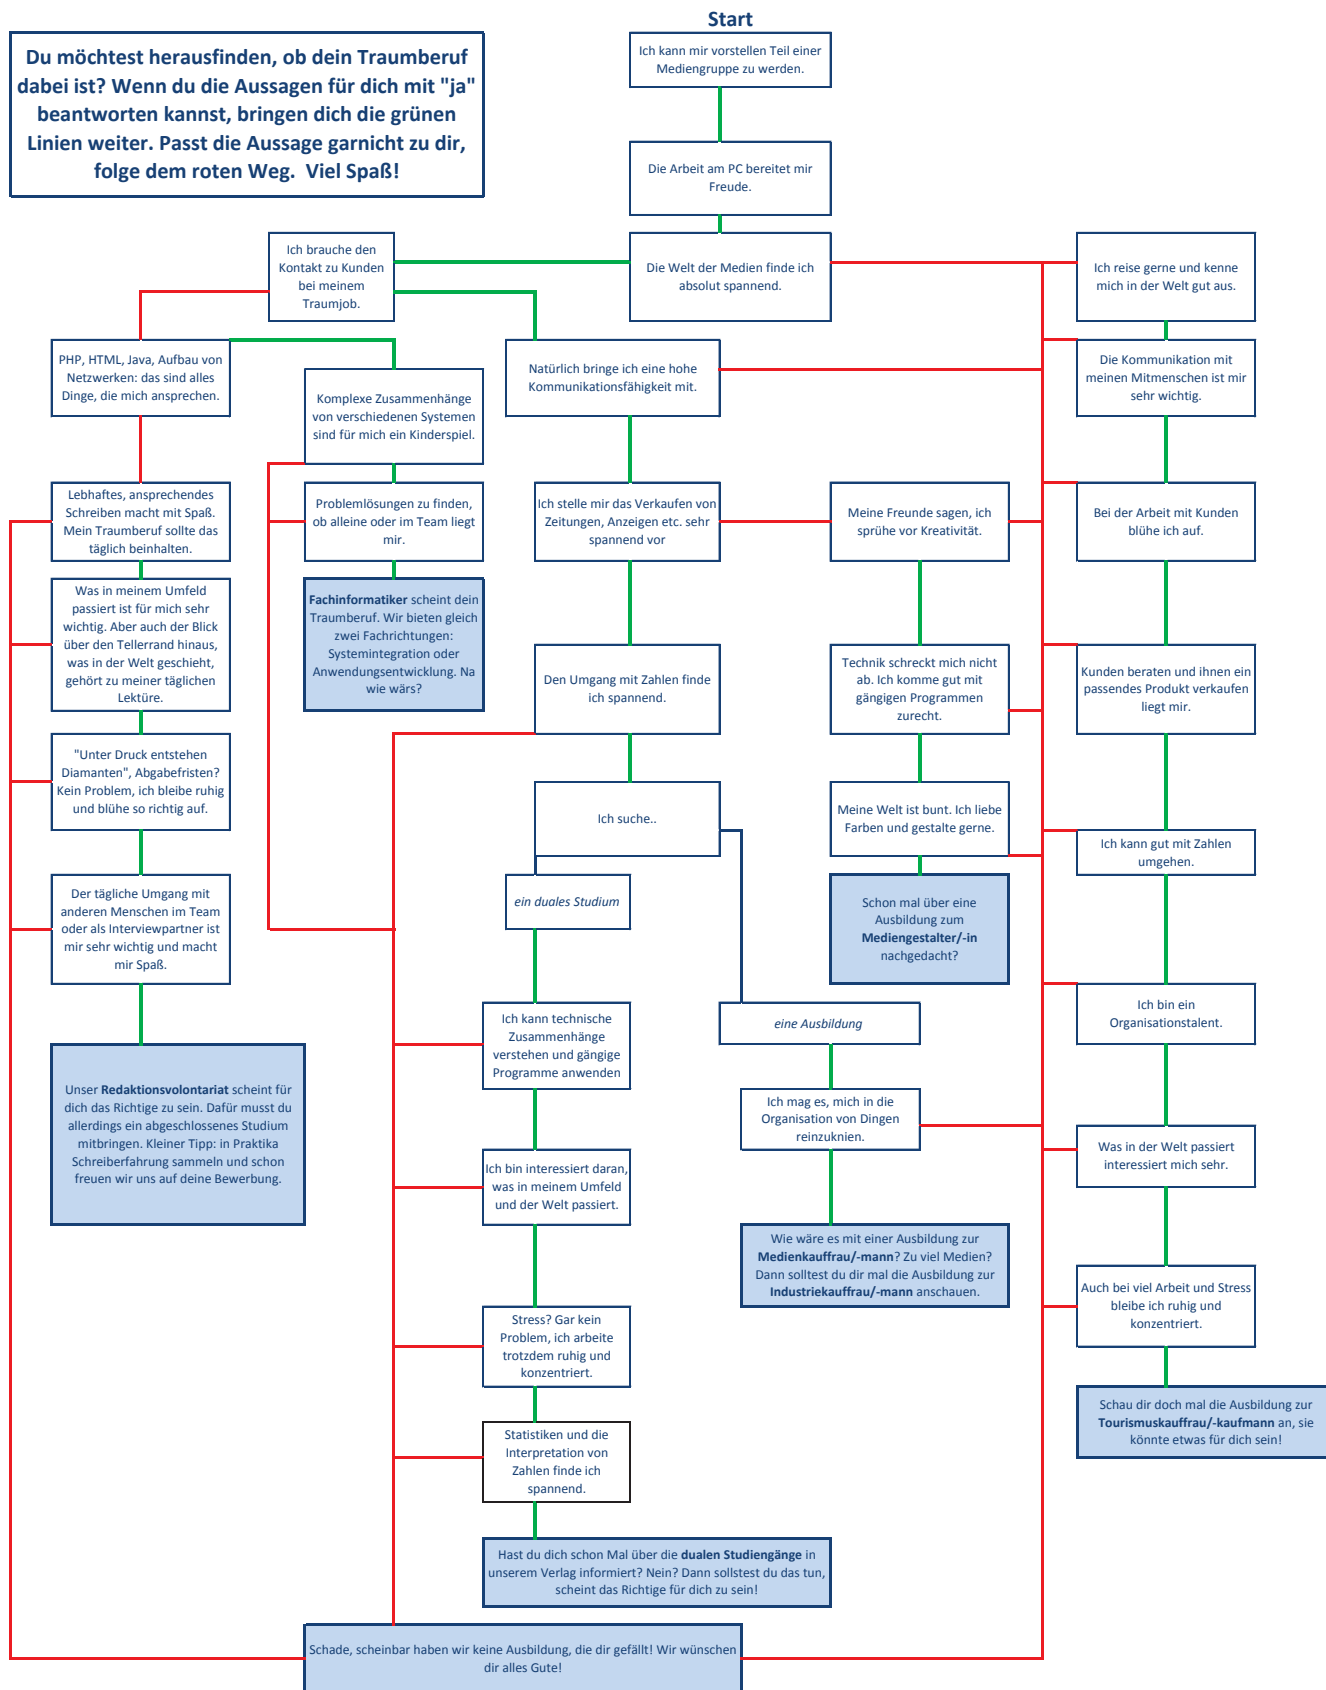 Start
Du möchtest herausfinden, ob dein Traumberuf
dabei ist? Wenn du die Aussagen für dich mit "ja"
beantworten kannst, bringen dich die grünen
Linien weiter. Passt die Aussage garnicht zu dir,
folge dem roten Weg. Viel Spaß!
Ich kann mir vorstellen Teil einer
Mediengruppe zu werden.
Die Arbeit am PC bereitet mir
Freude.
Ich brauche den
Kontakt zu Kunden
bei meinem
Traumjob.
Die Welt der Medien finde ich
absolut spannend.
Ich reise gerne und kenne
mich in der Welt gut aus.
PHP, HTML, Java, Aufbau von
Netzwerken: das sind alles
Dinge, die mich ansprechen.
Komplexe Zusammenhänge
von verschiedenen Systemen
sind für mich ein Kinderspiel.
Natürlich bringe ich eine hohe
Kommunikationsfähigkeit mit.
Die Kommunikation mit
meinen Mitmenschen ist mir
sehr wichtig.
Lebhaftes, ansprechendes
Schreiben macht mit Spaß.
Mein Traumberuf sollte das
täglich beinhalten.
Problemlösungen zu finden,
ob alleine oder im Team liegt
mir.
Ich stelle mir das Verkaufen von
Zeitungen, Anzeigen etc. sehr
spannend vor
Meine Freunde sagen, ich
sprühe vor Kreativität.
Bei der Arbeit mit Kunden
blühe ich auf.
Was in meinem Umfeld
passiert ist für mich sehr
wichtig. Aber auch der Blick
über den Tellerrand hinaus,
was in der Welt geschieht,
gehört zu meiner täglichen
Lektüre.
Fachinformatiker scheint dein
Traumberuf. Wir bieten gleich
zwei Fachrichtungen:
Systemintegration oder
Anwendungsentwicklung. Na
wie wärs?
Den Umgang mit Zahlen finde
ich spannend.
Technik schreckt mich nicht
ab. Ich komme gut mit
gängigen Programmen
zurecht.
Kunden beraten und ihnen ein
passendes Produkt verkaufen
liegt mir.
"Unter Druck entstehen
Diamanten", Abgabefristen?
Kein Problem, ich bleibe ruhig
und blühe so richtig auf.
Ich suche..
Meine Welt ist bunt. Ich liebe
Farben und gestalte gerne.
Ich kann gut mit Zahlen
umgehen.
Der tägliche Umgang mit
anderen Menschen im Team
oder als Interviewpartner ist
mir sehr wichtig und macht
mir Spaß.
ein duales Studium
Schon mal über eine
Ausbildung zum
Mediengestalter/-in
nachgedacht?
Ich kann technische
Zusammenhänge
verstehen und gängige
Programme anwenden
eine Ausbildung
Ich bin ein
Organisationstalent.
Unser Redaktionsvolontariat scheint für
dich das Richtige zu sein. Dafür musst du
allerdings ein abgeschlossenes Studium
mitbringen. Kleiner Tipp: in Praktika
Schreiberfahrung sammeln und schon
freuen wir uns auf deine Bewerbung.
Ich mag es, mich in die
Organisation von Dingen
reinzuknien.
Ich bin interessiert daran,
was in meinem Umfeld
und der Welt passiert.
Was in der Welt passiert
interessiert mich sehr.
Wie wäre es mit einer Ausbildung zur
Medienkauffrau/-mann? Zu viel Medien?
Dann solltest du dir mal die Ausbildung zur
Industriekauffrau/-mann anschauen.
Auch bei viel Arbeit und Stress
bleibe ich ruhig und
konzentriert.
Stress? Gar kein
Problem, ich arbeite
trotzdem ruhig und
konzentriert.
Schau dir doch mal die Ausbildung zur
Tourismuskauffrau/-kaufmann an, sie
könnte etwas für dich sein!
Statistiken und die
Interpretation von
Zahlen finde ich
spannend.
Hast du dich schon Mal über die dualen Studiengänge in
unserem Verlag informiert? Nein? Dann sollstest du das tun,
scheint das Richtige für dich zu sein!
Schade, scheinbar haben wir keine Ausbildung, die dir gefällt! Wir wünschen
dir alles Gute!